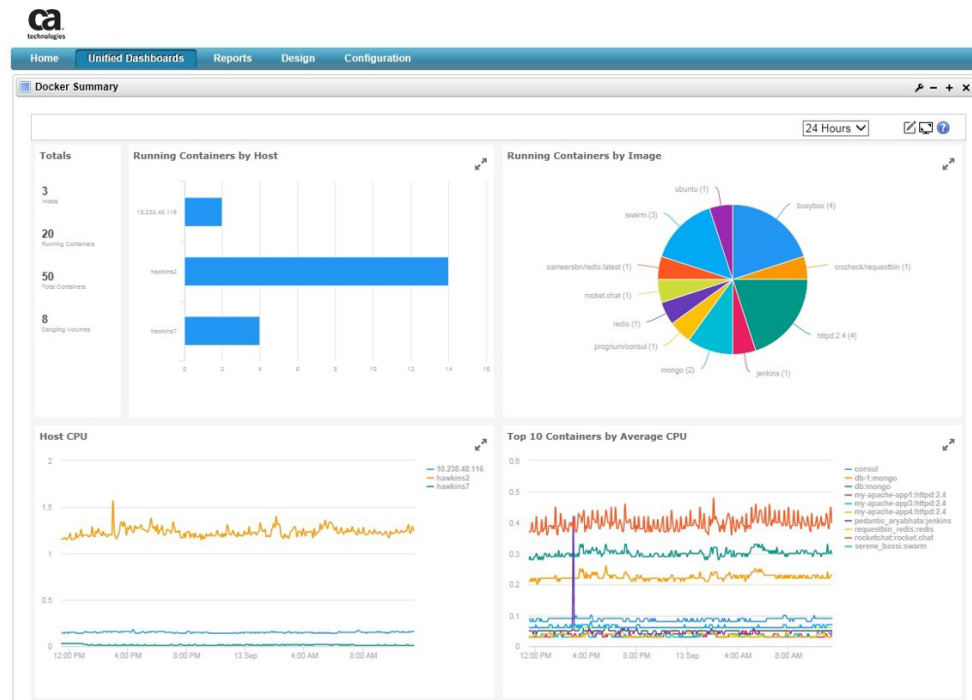 ca
technologies
Home Unified Dashboards Reports Design Configuration
Docker Summary
24 Hours
Totals
3
Hosts
20
Running Containers
50
Total Containers
8
Dangling Volumes
Running Containers by Host
10.238.48.116
hawkins2
hawkins7
0 2 4 6 8 10 12 14 16
Running Containers by Image
ubuntu (1)
busybox (4)
swarm (3)
sameersbn/redis:latest (1)
crocheck/requestbin (1)
rocket.chat (1)
redis (1)
httpd:2.4 (4)
progrium/consul (1)
mongo (2)
jenkins (1)
Host CPU
2
1.5
1
0.5
0
12:00 PM 4:00 PM 8:00 PM 13 Sep 4:00 AM 8:00 AM
10.238.48.116
hawkins2
hawkins7
Top 10 Containers by Average CPU
0.6
0.5
0.4
0.3
0.2
0.1
0
12:00 PM 4:00 PM 8:00 PM 13 Sep 4:00 AM 8:00 AM
consul
db-1:mongo
db:mongo
my-apache-app1:httpd:2.4
my-apache-app3:httpd:2.4
my-apache-app4:httpd:2.4
pedantic_aryabhata:jenkins
requestbin_redis:redis
rocketchat:rocket.chat
serene_bassi:swarm